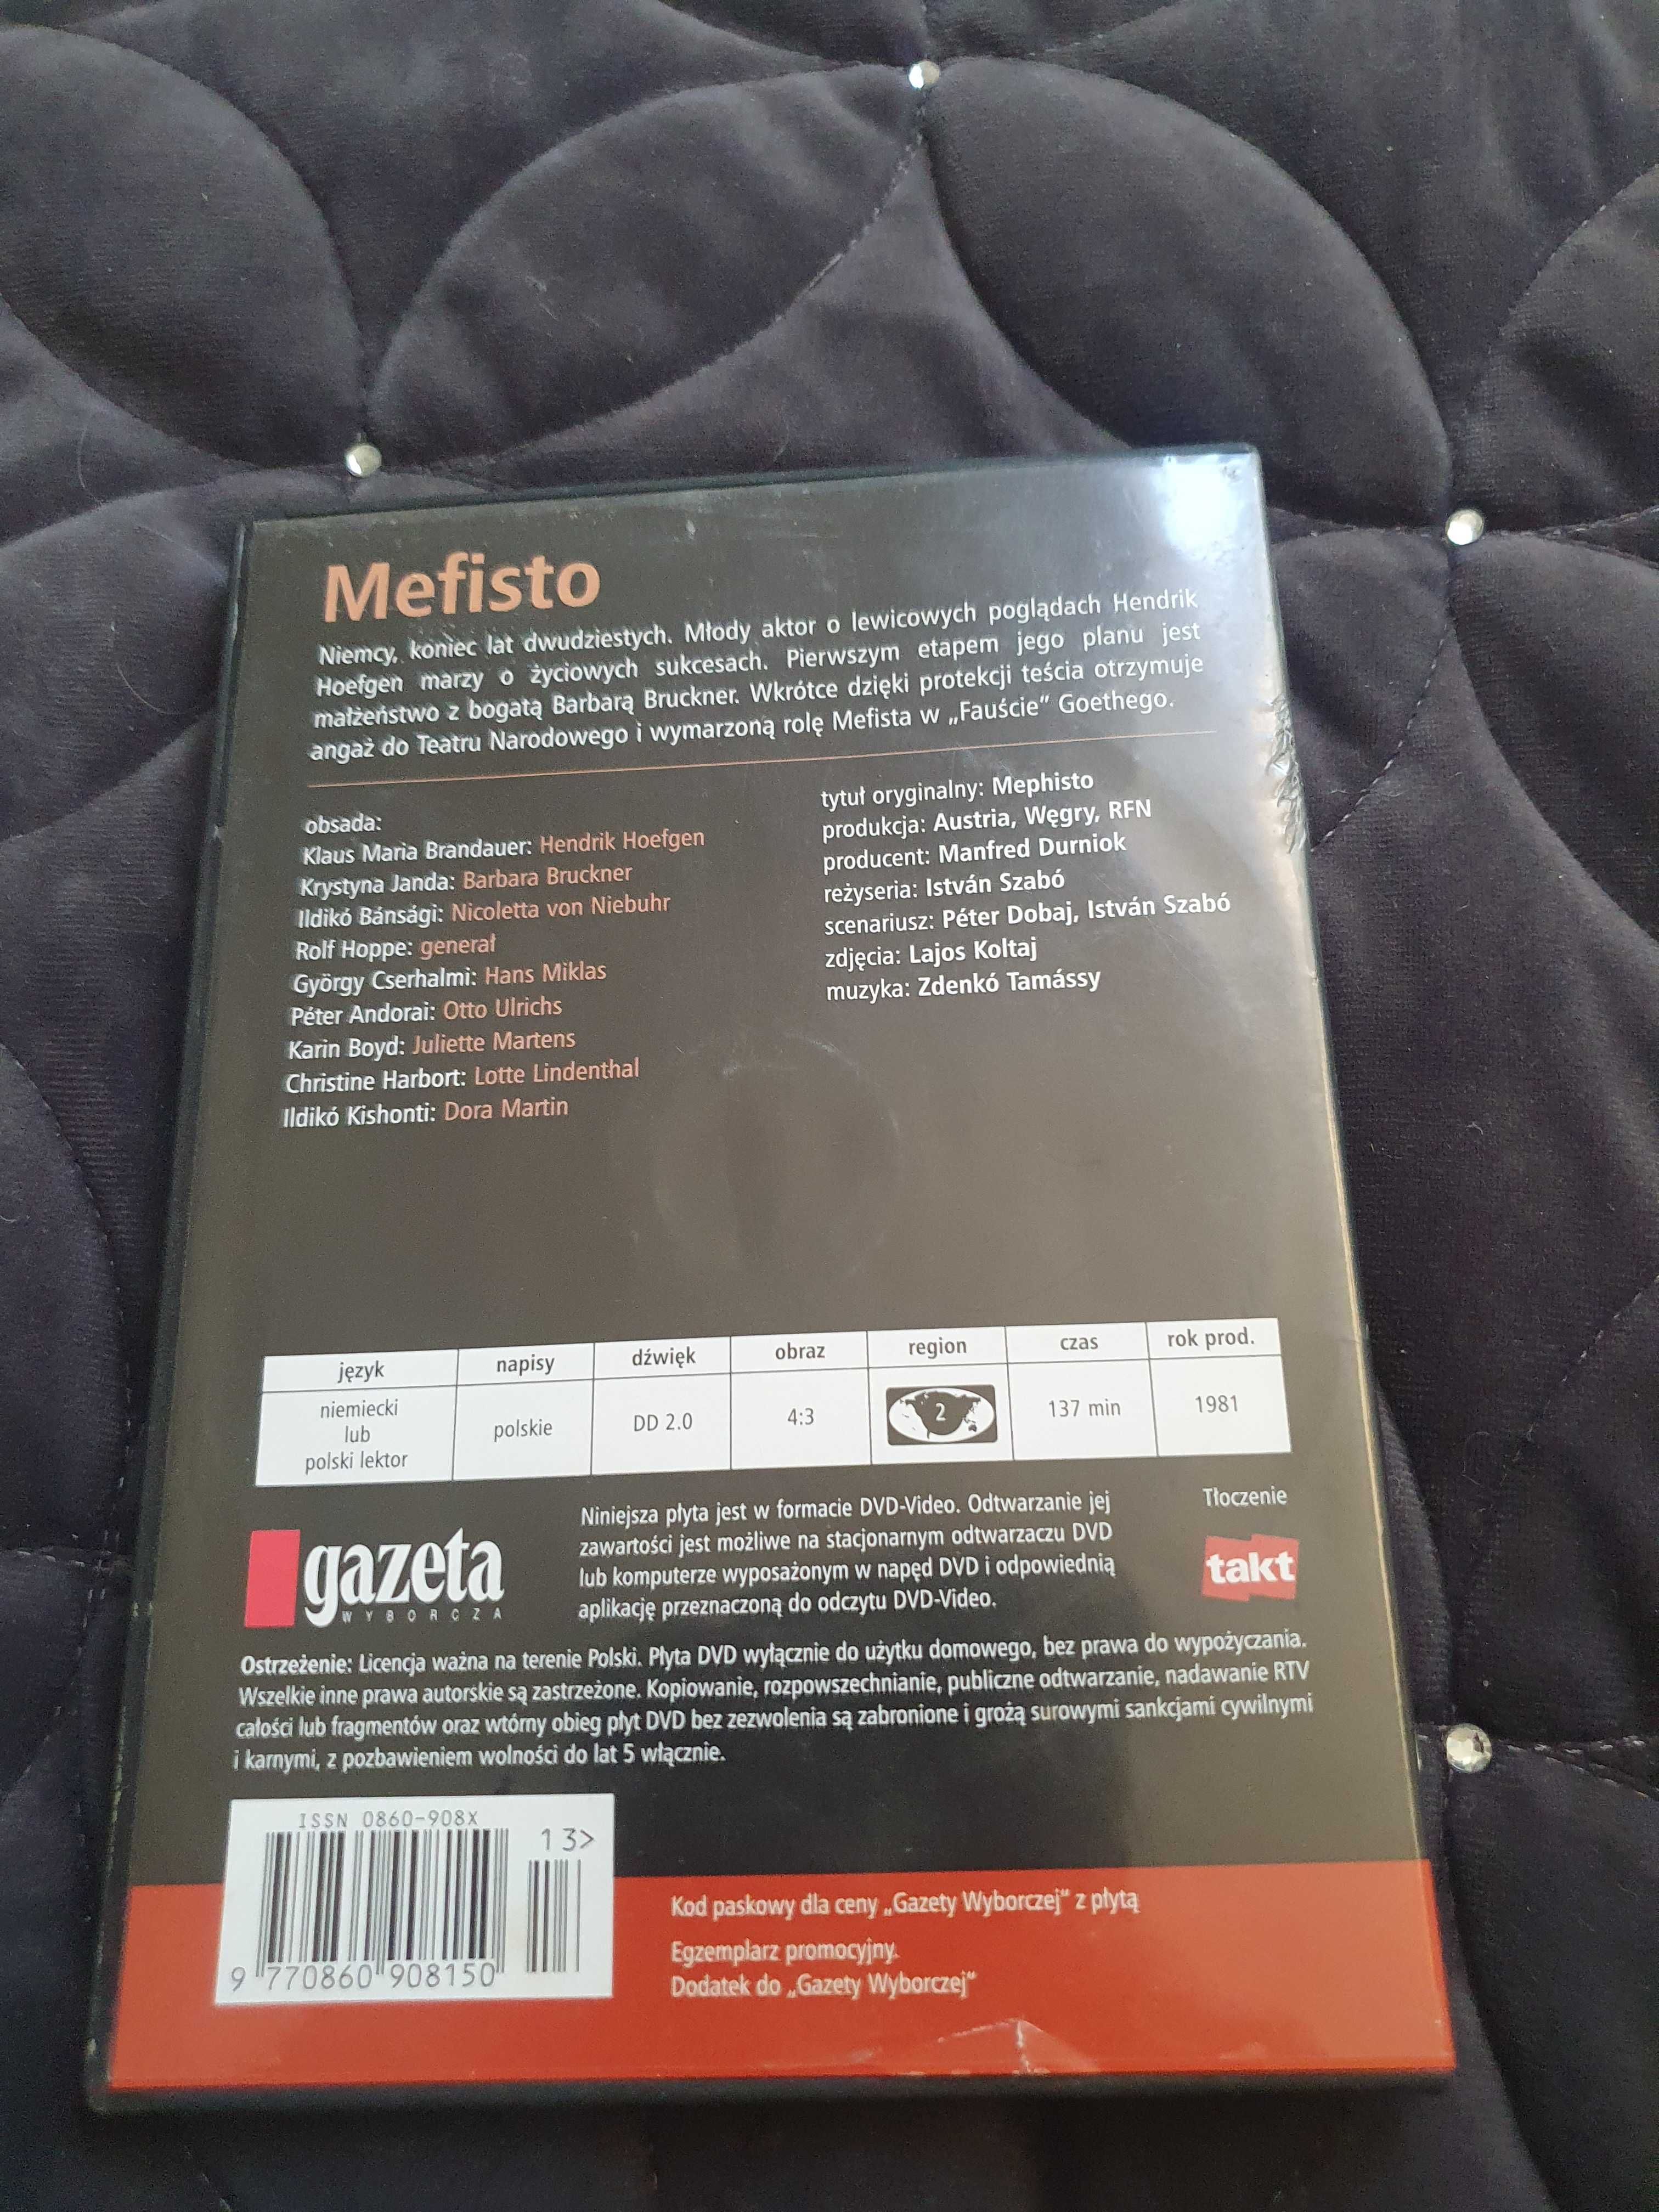 Mefisto
Niemcy, koniec lat dwudziestych. Młody aktor o lewicowych poglądach Hendrik
Hoefgen marzy o życiowych sukcesach. Pierwszym etapem jego planu jest
małżeństwo z bogatą Barbarą Bruckner. Wkrótce dzięki protekcji teścia otrzymuje
angaż do Teatru Narodowego i wymarzoną rolę Mefista w „Fauście" Goethego.
obsada:
Klaus Maria Brandauer: Hendrik Hoefgen
Krystyna Janda: Barbara Bruckner
Ildikó Bánsági: Nicoletta von Niebuhr
Rolf Hoppe: generał
György Cserhalmi: Hans Miklas
Péter Andorai: Otto Ulrichs
Karin Boyd: Juliette Martens
Christine Harbort: Lotte Lindenthal
Ildikó Kishonti: Dora Martin
tytuł oryginalny: Mephisto
produkcja: Austria, Węgry, RFN
producent: Manfred Durniok
reżyseria: István Szabó
scenariusz: Péter Dobaj, István Szabó
zdjęcia: Lajos Koltaj
muzyka: Zdenkó Tamássy
język napisy dźwięk obraz region czas rok prod.
niemiecki
lub
polski lektor
polskie
DD 2.0
4:3
2
137 min
1981
gazeta
WYBORCZA
Niniejsza płyta jest w formacie DVD-Video. Odtwarzanie jej
zawartości jest możliwe na stacjonarnym odtwarzaczu DVD
lub komputerze wyposażonym w napęd DVD i odpowiednią
aplikację przeznaczoną do odczytu DVD-Video.
Tłoczenie
takt
Ostrzeżenie: Licencja ważna na terenie Polski. Płyta DVD wyłącznie do użytku domowego, bez prawa do wypożyczania.
Wszelkie inne prawa autorskie są zastrzeżone. Kopiowanie, rozpowszechnianie, publiczne odtwarzanie, nadawanie RTV
całości lub fragmentów oraz wtórny obieg płyt DVD bez zezwolenia są zabronione i grożą surowymi sankcjami cywilnymi
i karnymi, z pozbawieniem wolności do lat 5 włącznie.
ISSN 0860-908X
13>
9 770860 908150
Kod paskowy dla ceny „Gazety Wyborczej" z płytą
Egzemplarz promocyjny.
Dodatek do „Gazety Wyborczej"